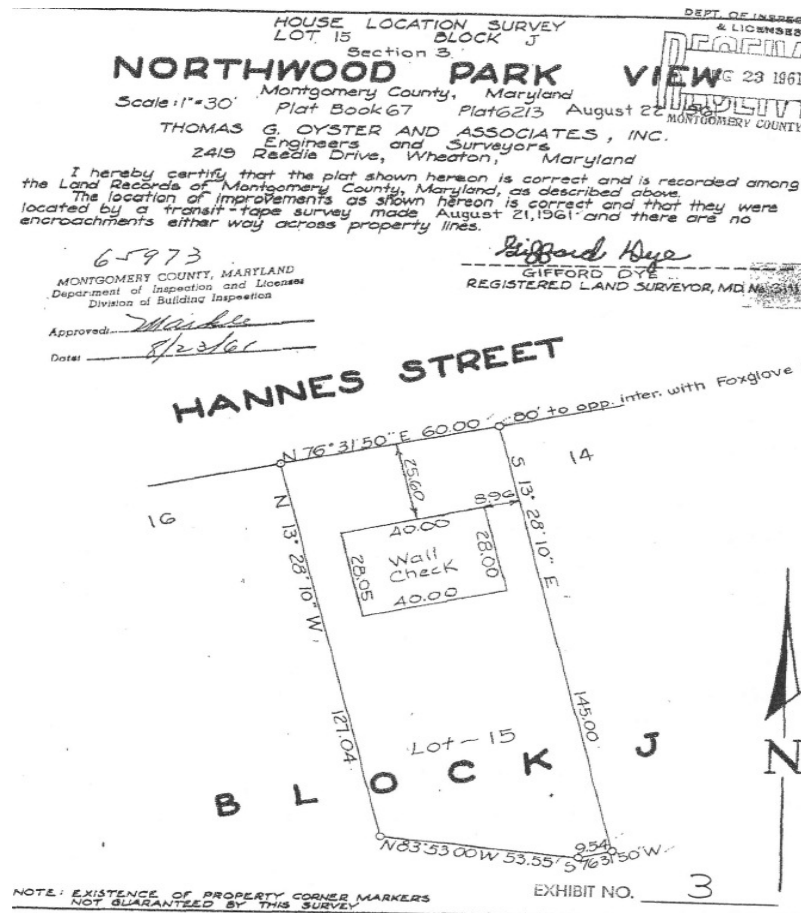 DEPT. OF INSPEC
& LICENSES
HOUSE LOCATION SURVEY
LOT 15 BLOCK J
Section 3
NORTHWOOD PARK VIEW
23 1961
Montgomery County, Maryland
Scale: 1"=30' Plat Book 67 Plat 6213 August 22
MONTGOMERY COUNTY
THOMAS G. OYSTER AND ASSOCIATES, INC.
Engineers and Surveyors
2419 Reedie Drive, Wheaton, Maryland
I hereby certify that the plat shown hereon is correct and is recorded among
the Land Records of Montgomery County, Maryland, as described above.
The location of improvements as shown hereon is correct and that they were
located by a transit-tape survey made August 21, 1961 and there are no
encroachments either way across property lines.
65973
MONTGOMERY COUNTY, MARYLAND
Department of Inspection and Licenses
Division of Building Inspection
Approved:
Date: 8/23/61
Gifford Dye
GIFFORD DYE
REGISTERED LAND SURVEYOR, MD. No.
HANNES STREET
N 76° 31' 50" E 60.00
80' to opp. inter. with Foxglove
16
14
25.60
8.96
S 13° 28' 10" E
N 13° 28' 10" W
40.00
Wall
Check
28.05
28.00
40.00
127.04
145.00
Lot - 15
BLOCK J
N
N 83° 53' 00 W 53.55'
9.54
S 76° 31' 50" W
NOTE: EXISTENCE OF PROPERTY CORNER MARKERS
NOT GUARANTEED BY THIS SURVEY
EXHIBIT NO. 3